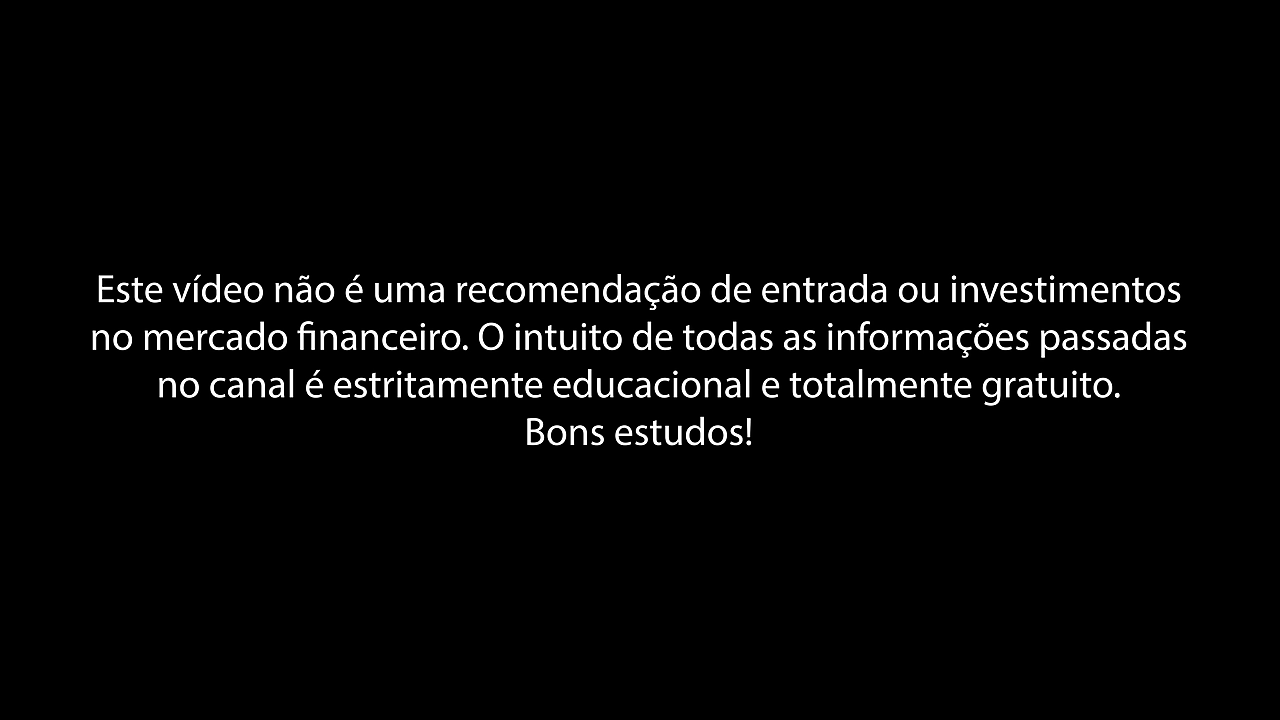 Este vídeo não é uma recomendação de entrada ou investimentos
no mercado financeiro. O intuito de todas as informações passadas
no canal é estritamente educacional e totalmente gratuito.
Bons estudos!